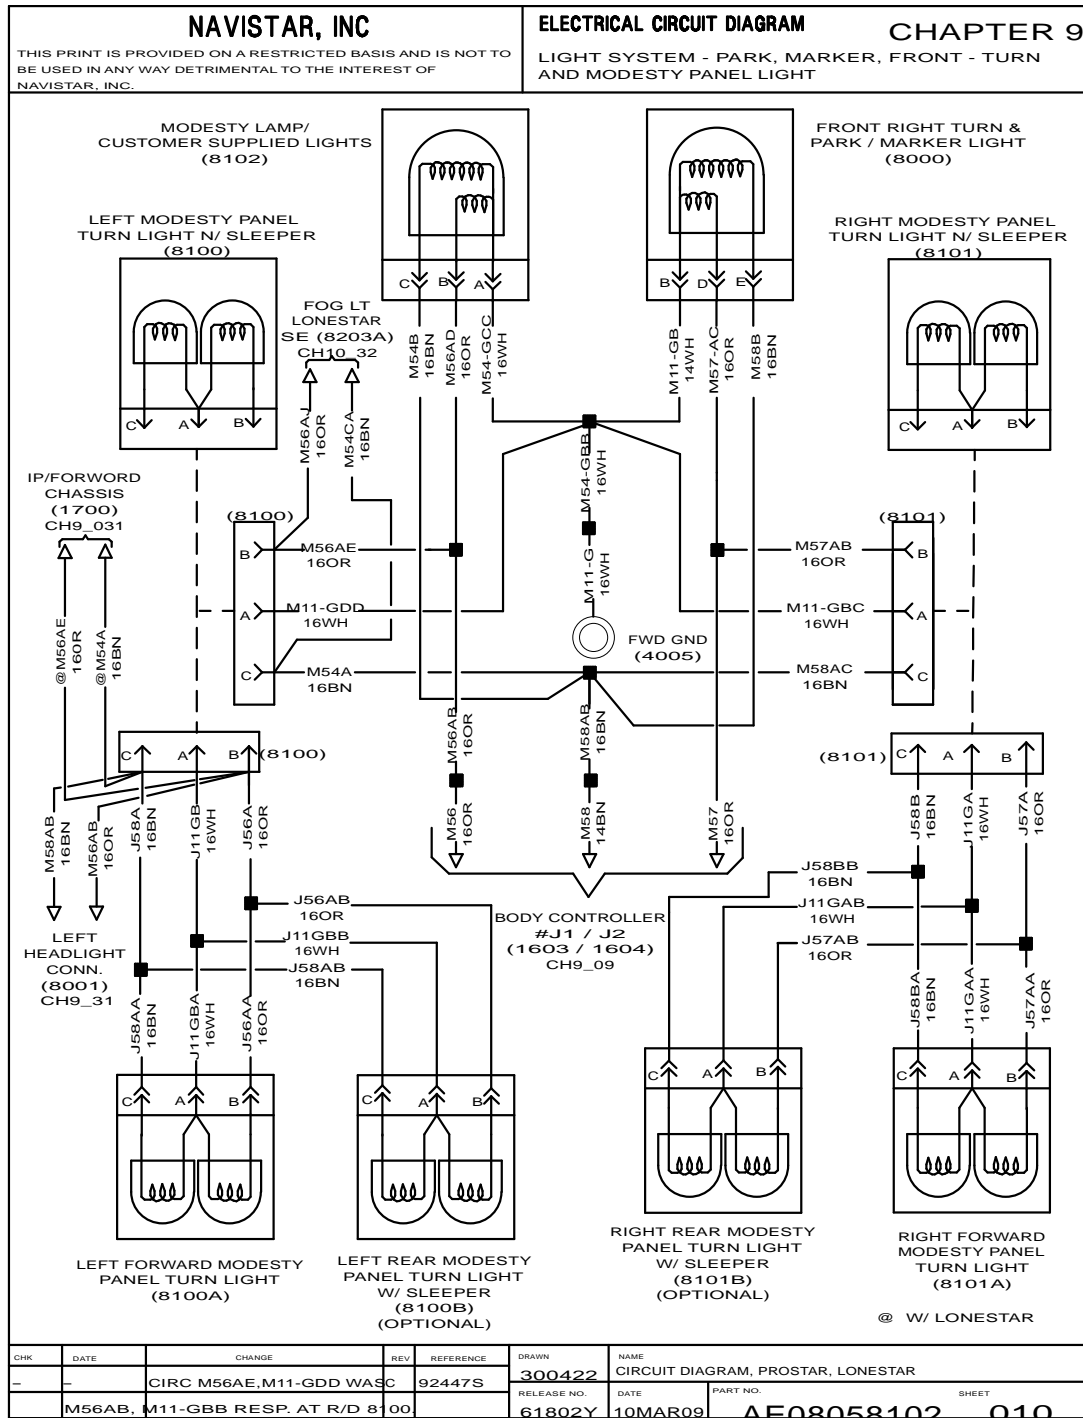 NAVISTAR, INC
THIS PRINT IS PROVIDED ON A RESTRICTED BASIS AND IS NOT TO
BE USED IN ANY WAY DETRIMENTAL TO THE INTEREST OF
NAVISTAR, INC.
ELECTRICAL CIRCUIT DIAGRAM
CHAPTER 9
LIGHT SYSTEM - PARK, MARKER, FRONT - TURN
AND MODESTY PANEL LIGHT
MODESTY LAMP/
CUSTOMER SUPPLIED LIGHTS
(8102)
FRONT RIGHT TURN &
PARK / MARKER LIGHT
(8000)
LEFT MODESTY PANEL
TURN LIGHT N/ SLEEPER
(8100)
RIGHT MODESTY PANEL
TURN LIGHT N/ SLEEPER
(8101)
C B A
B D E
FOG LT
LONESTAR
SE (8203A)
CH10_32
M54B
16BN
M56AD
16OR
M54-GCC
16WH
M11-GB
14WH
M57-AC
16OR
M58B
16BN
C A B
C A B
M56AJ
16OR
M54CA
16BN
M54-GBB
16WH
IP/FORWORD
CHASSIS
(1700)
CH9_031
(8100)
(8101)
B
M56AE
16OR
M57AB
16OR
B
M11-G
16WH
A
M11-GDD
16WH
M11-GBC
16WH
A
FWD GND
(4005)
@M56AE
16OR
@M54A
16BN
C
M54A
16BN
M58AC
16BN
C
M56AB
16OR
M58AB
16BN
C A B
(8100)
(8101)
C A B
M58AB
16BN
M56AB
16OR
J58A
16BN
J11GB
16WH
J56A
16OR
M56
16OR
M58
14BN
M57
16OR
J58B
16BN
J11GA
16WH
J57A
16OR
J58BB
16BN
J56AB
16OR
J11GAB
16WH
BODY CONTROLLER
#J1 / J2
(1603 / 1604)
CH9_09
LEFT
HEADLIGHT
CONN.
(8001)
CH9_31
J11GBB
16WH
J57AB
16OR
J58AB
16BN
J58AA
16BN
J11GBA
16WH
J56AA
16OR
J58BA
16BN
J11GAA
16WH
J57AA
16OR
C A B
C A B
C A B
C A B
LEFT FORWARD MODESTY
PANEL TURN LIGHT
(8100A)
LEFT REAR MODESTY
PANEL TURN LIGHT
W/ SLEEPER
(8100B)
(OPTIONAL)
RIGHT REAR MODESTY
PANEL TURN LIGHT
W/ SLEEPER
(8101B)
(OPTIONAL)
RIGHT FORWARD
MODESTY PANEL
TURN LIGHT
(8101A)
@ W/ LONESTAR
CHK DATE CHANGE REV REFERENCE
– – CIRC M56AE,M11-GDD WAS C 92447S
M56AB, M11-GBB RESP. AT R/D 8100.
DRAWN
300422
NAME
CIRCUIT DIAGRAM, PROSTAR, LONESTAR
RELEASE NO.
61802Y
DATE
10MAR09
PART NO.
AE08058102
SHEET
010